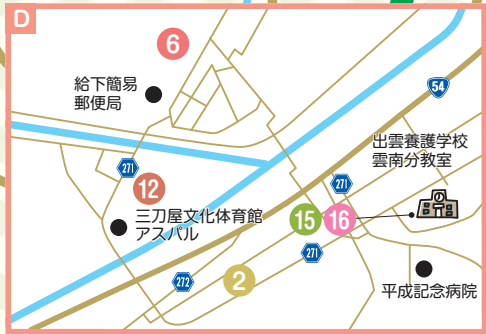 D
6
給下簡易
郵便局
54
出雲養護学校
雲南分教室
271
12
271
三刀屋文化体育館
アスパル
15
16
271
272
2
平成記念病院